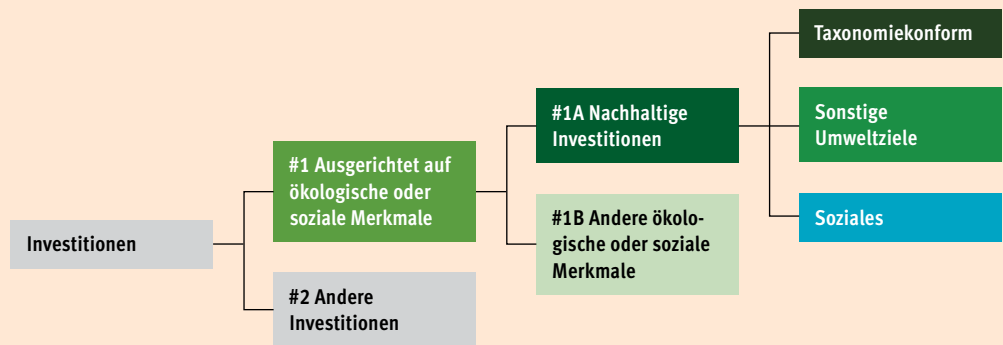 Investitionen
#1 Ausgerichtet auf
ökologische oder
soziale Merkmale
#2 Andere
Investitionen
#1A Nachhaltige
Investitionen
#1B Andere ökolo-
gische oder soziale
Merkmale
Taxonomiekonform
Sonstige
Umweltziele
Soziales